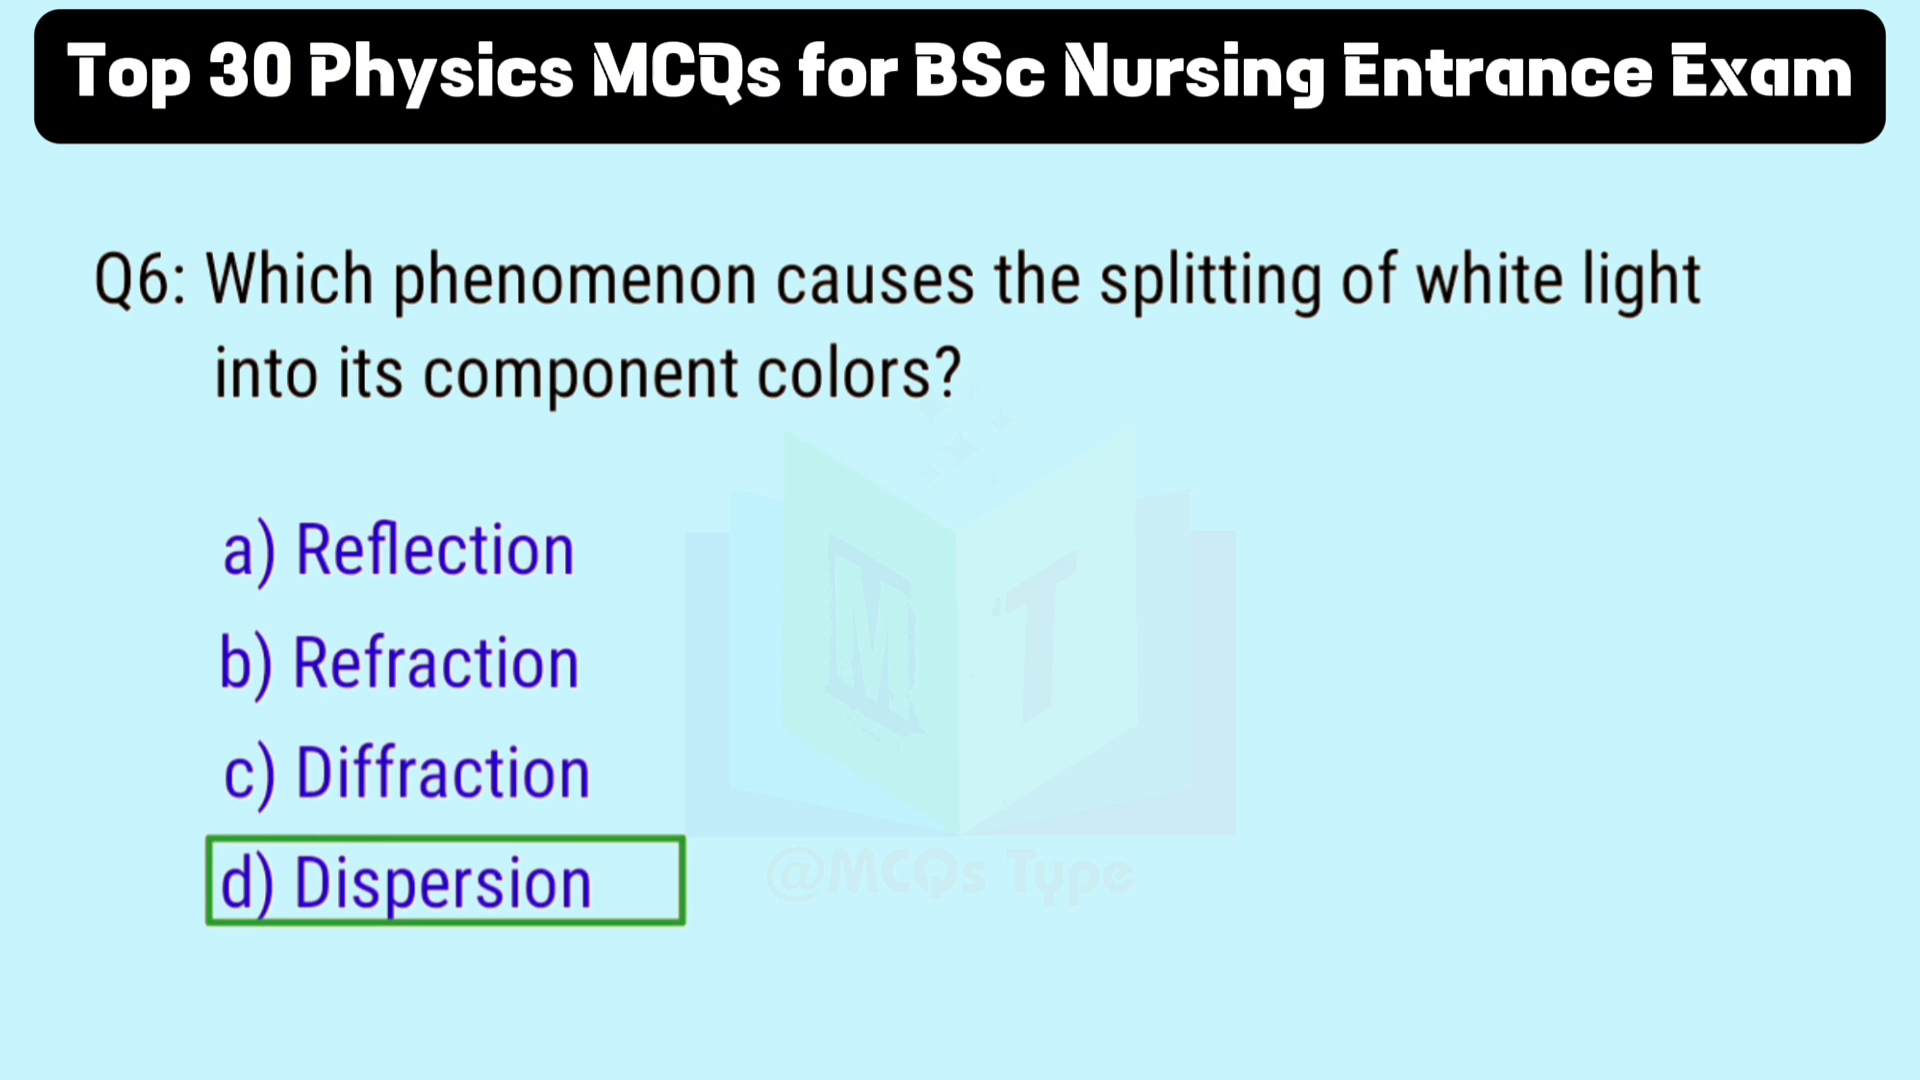 Top 30 Physics MCQs for BSc Nursing Entrance Exam
Q6: Which phenomenon causes the splitting of white light
into its component colors?
a) Reflection
b) Refraction
c) Diffraction
d) Dispersion
M T
@MCQs Type